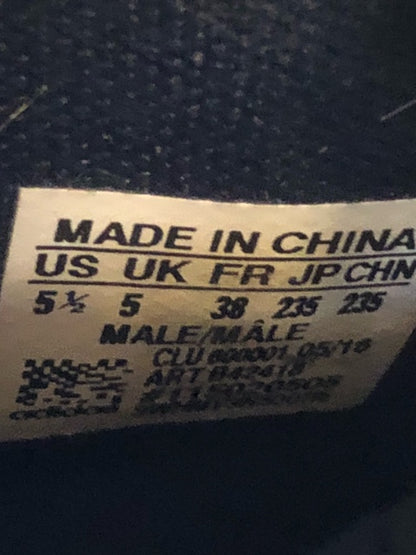 MADE IN CHINA
US UK FR JP CHN
5½ 5 38 235 235
MALE/MÂLE
CLU 600001 05/16
ART
adidas